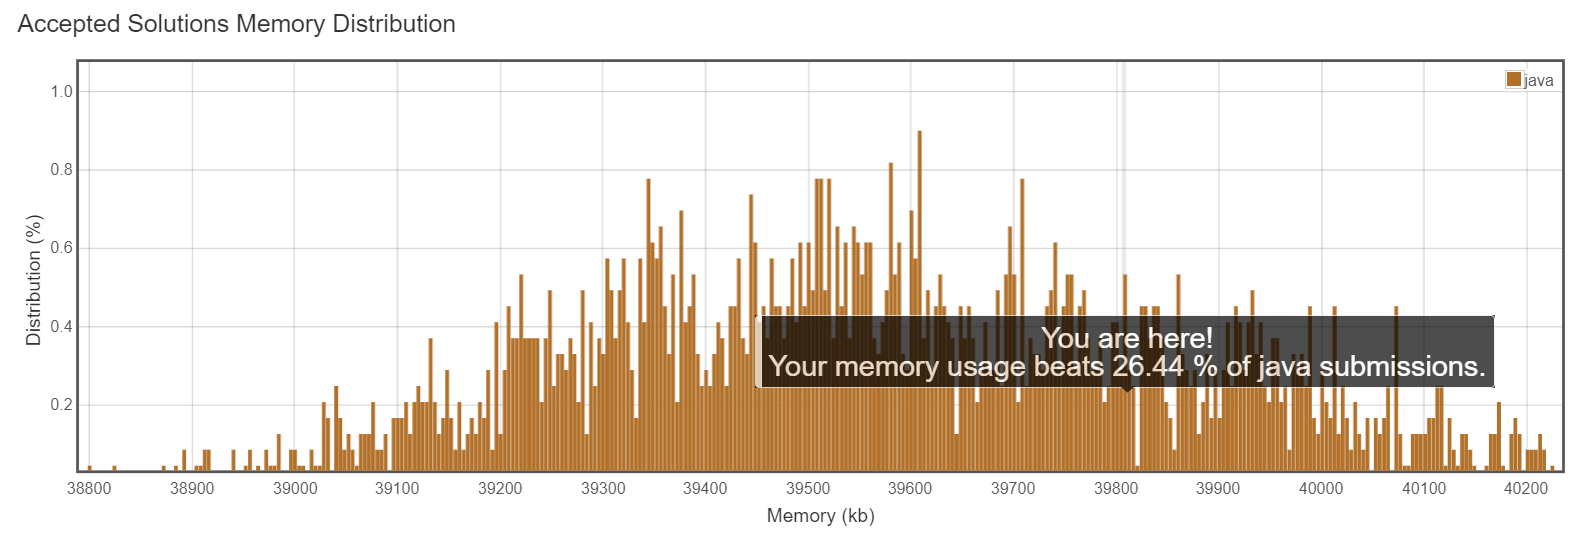 Accepted Solutions Memory Distribution
java
1.0
0.8
0.6
0.4
0.2
Distribution (%)
You are here!
Your memory usage beats 26.44 % of java submissions.
38800 38900 39000 39100 39200 39300 39400 39500 39600 39700 39800 39900 40000 40100 40200
Memory (kb)